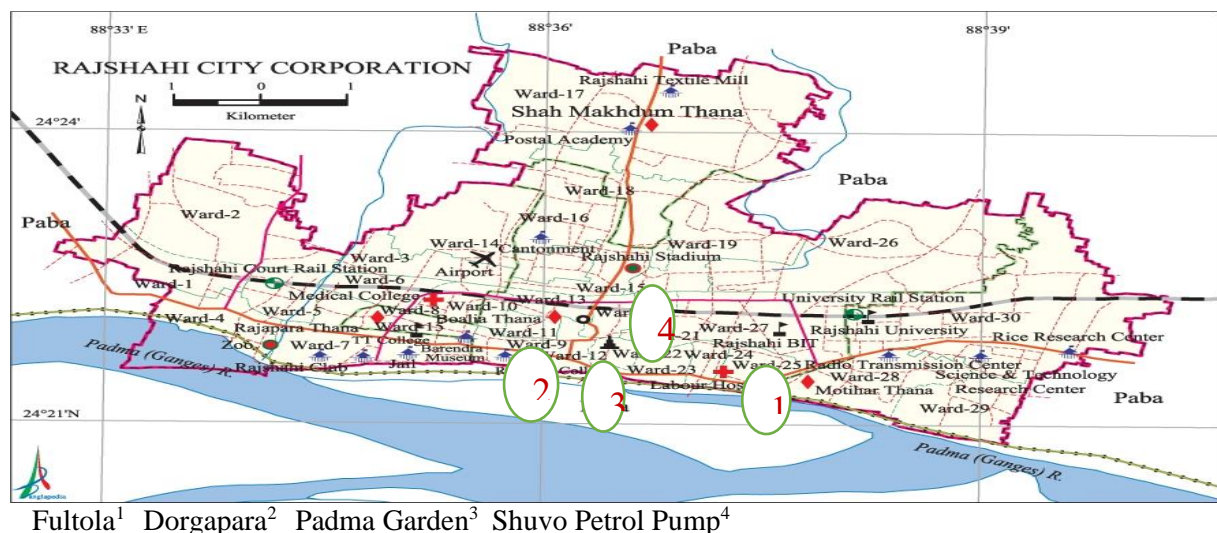 88°33' E
88°36'
88°39'
Paba
RAJSHAHI CITY CORPORATION
Rajshahi Textile Mill
1 0 1
Ward-17
N
Kilometer
Shah Makhdum Thana
24°24'
Postal Academy
Ward-18
Paba
Ward-2
Ward-16
Paba
Ward-14
Cantoument
Ward-19
Ward-26
Ward-3
Rajshahi Stadium
Airport
Rajshahi Court Rail Station
Ward-6
Ward-1
Ward-15
Medical College
Ward-10
Ward-13
University Rail Station
Ward-8
Ward-4
Ward-5
Boalia Thana
4
Ward-30
Rajapara Thana
Ward-15
Ward-11
Ward-27
Rajshahi University
TT College
Rajshahi BIT
Rice Research Center
Zoo
Ward-7
Barendra Museum
Ward-9
Ward-12
Ward-22
Ward-24
Rajshahi Club
Jail
Ward-23
Ward-25
Radio Transmission Center
Padma (Ganges) R.
Labour
Ward-28
Science & Technology
Research Center
Motihar Thana
2
3
1
Paba
24°21'N
Ward-29
Padma (Ganges) R.
anglapedia
Fultola1 Dorgapara2 Padma Garden3 Shuvo Petrol Pump4